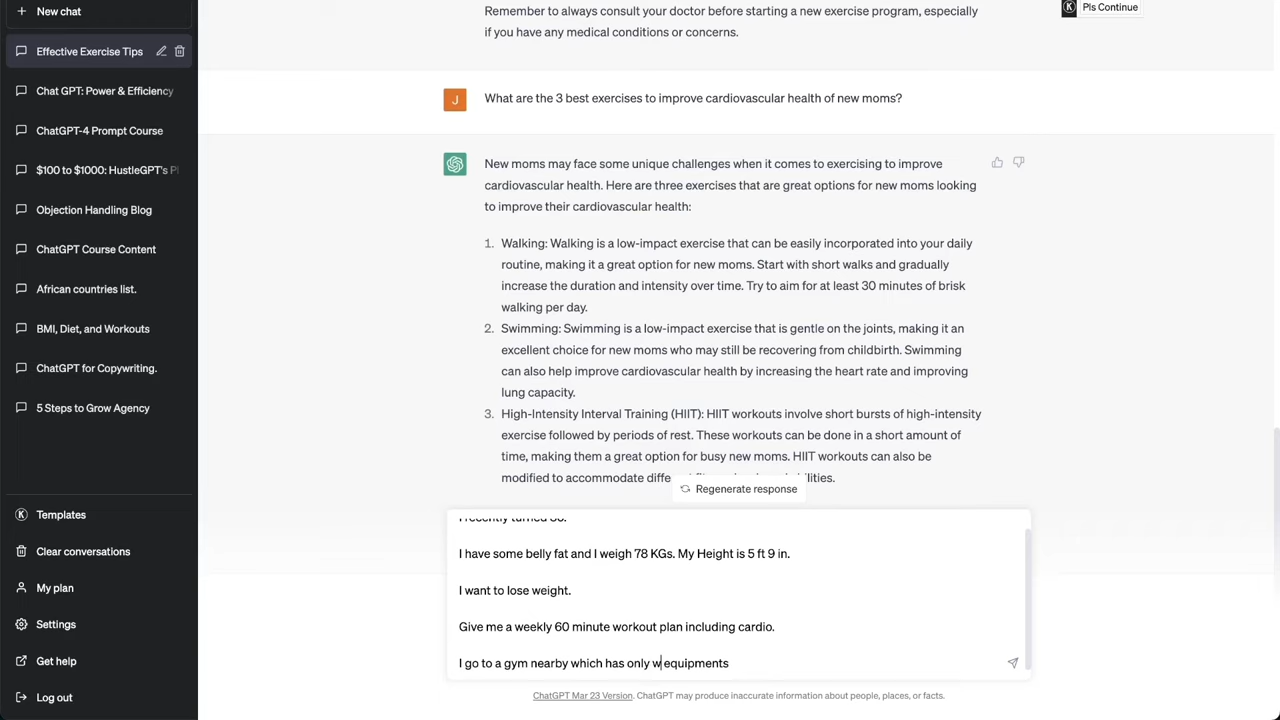 New chat
Effective Exercise Tips
Chat GPT: Power & Efficiency
ChatGPT-4 Prompt Course
$100 to $1000: HustleGPT's Pl
Objection Handling Blog
ChatGPT Course Content
African countries list.
BMI, Diet, and Workouts
ChatGPT for Copywriting.
5 Steps to Grow Agency
Templates
Clear conversations
My plan
Settings
Get help
Log out
Remember to always consult your doctor before starting a new exercise program, especially
if you have any medical conditions or concerns.
Pls Continue
J
What are the 3 best exercises to improve cardiovascular health of new moms?
New moms may face some unique challenges when it comes to exercising to improve
cardiovascular health. Here are three exercises that are great options for new moms looking
to improve their cardiovascular health:
1. Walking: Walking is a low-impact exercise that can be easily incorporated into your daily
routine, making it a great option for new moms. Start with short walks and gradually
increase the duration and intensity over time. Try to aim for at least 30 minutes of brisk
walking per day.
2. Swimming: Swimming is a low-impact exercise that is gentle on the joints, making it an
excellent choice for new moms who may still be recovering from childbirth. Swimming
can also help improve cardiovascular health by increasing the heart rate and improving
lung capacity.
3. High-Intensity Interval Training (HIIT): HIIT workouts involve short bursts of high-intensity
exercise followed by periods of rest. These workouts can be done in a short amount of
time, making them a great option for busy new moms. HIIT workouts can also be
modified to accommodate
Regenerate response
I recently turned
I have some belly fat and I weigh 78 KGs. My Height is 5 ft 9 in.
I want to lose weight.
Give me a weekly 60 minute workout plan including cardio.
I go to a gym nearby which has only w equipments
ChatGPT Mar 23 Version. ChatGPT may produce inaccurate information about people, places, or facts.